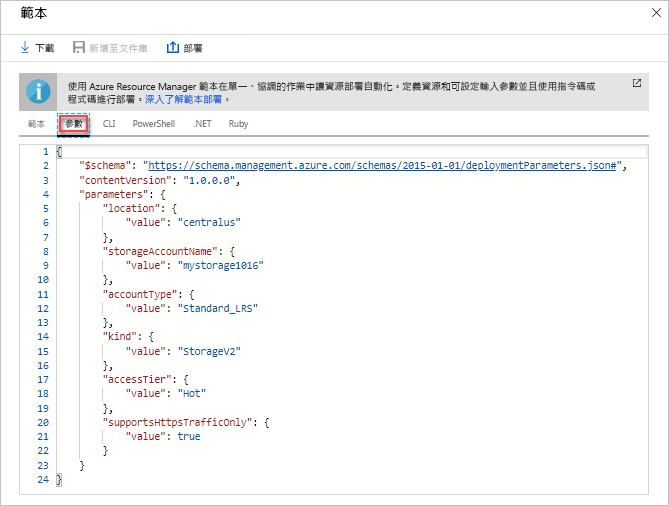 範本
下載 新增至文件庫 部署
使用 Azure Resource Manager 範本在單一、協調的作業中讓資源部署自動化。定義資源和可設定輸入參數並且使用指令碼或
程式碼進行部署。深入了解範本部署。
範本 參數 CLI PowerShell .NET Ruby
1 {
2 "$schema": "https://schema.management.azure.com/schemas/2015-01-01/deploymentParameters.json#",
3 "contentVersion": "1.0.0.0",
4 "parameters": {
5 "location": {
6 "value": "centralus"
7 },
8 "storageAccountName": {
9 "value": "mystorage1016"
10 },
11 "accountType": {
12 "value": "Standard_LRS"
13 },
14 "kind": {
15 "value": "StorageV2"
16 },
17 "accessTier": {
18 "value": "Hot"
19 },
20 "supportsHttpsTrafficOnly": {
21 "value": true
22 }
23 }
24 }